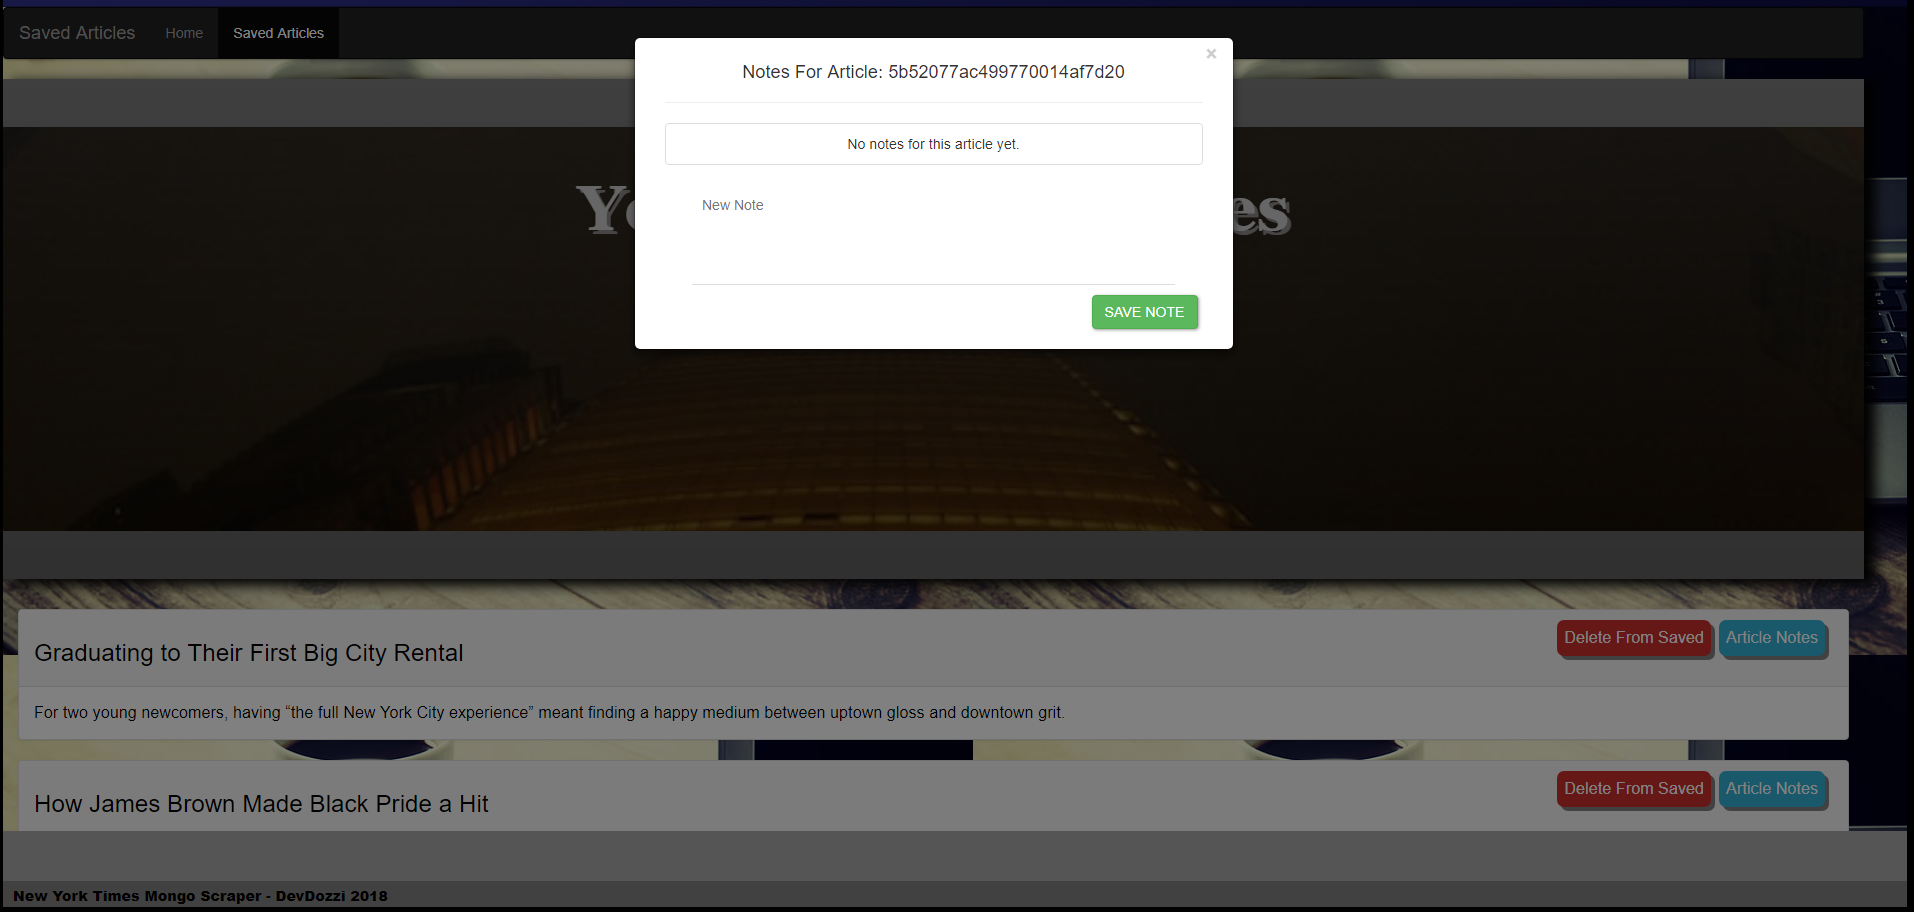 Saved Articles Home Saved Articles
×
Notes For Article: 5b52077ac499770014af7d20
No notes for this article yet.
New Note
SAVE NOTE
Graduating to Their First Big City Rental
Delete From Saved Article Notes
For two young newcomers, having “the full New York City experience” meant finding a happy medium between uptown gloss and downtown grit.
How James Brown Made Black Pride a Hit
Delete From Saved Article Notes
New York Times Mongo Scraper - DevDozzi 2018